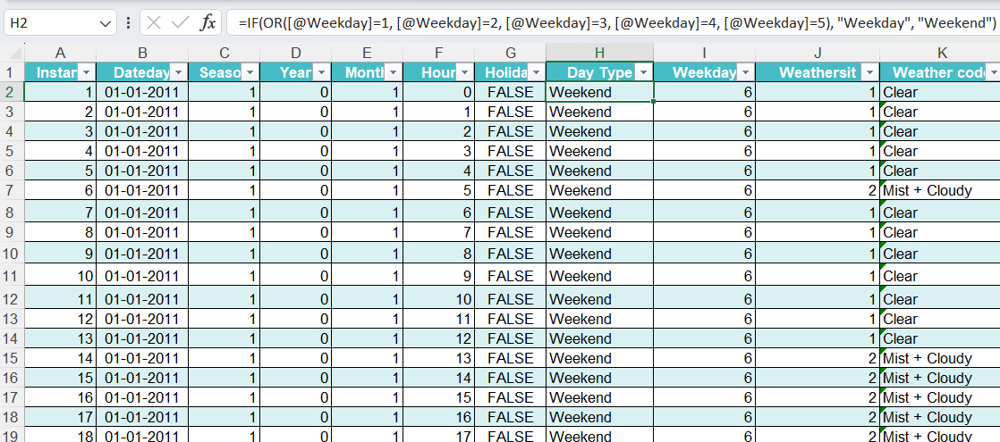 H2 fx =IF(OR([@Weekday]=1, [@Weekday]=2, [@Weekday]=3, [@Weekday]=4, [@Weekday]=5), "Weekday", "Weekend")
A B C D E F G H I J K
1 Instar Dateday Seaso Year Month Hour Holida Day Type Weekday Weathersit Weather code
2 1 01-01-2011 1 0 1 0 FALSE Weekend 6 1 Clear
3 2 01-01-2011 1 0 1 1 FALSE Weekend 6 1 Clear
4 3 01-01-2011 1 0 1 2 FALSE Weekend 6 1 Clear
5 4 01-01-2011 1 0 1 3 FALSE Weekend 6 1 Clear
6 5 01-01-2011 1 0 1 4 FALSE Weekend 6 1 Clear
7 6 01-01-2011 1 0 1 5 FALSE Weekend 6 2 Mist + Cloudy
8 7 01-01-2011 1 0 1 6 FALSE Weekend 6 1 Clear
9 8 01-01-2011 1 0 1 7 FALSE Weekend 6 1 Clear
10 9 01-01-2011 1 0 1 8 FALSE Weekend 6 1 Clear
11 10 01-01-2011 1 0 1 9 FALSE Weekend 6 1 Clear
12 11 01-01-2011 1 0 1 10 FALSE Weekend 6 1 Clear
13 12 01-01-2011 1 0 1 11 FALSE Weekend 6 1 Clear
14 13 01-01-2011 1 0 1 12 FALSE Weekend 6 1 Clear
15 14 01-01-2011 1 0 1 13 FALSE Weekend 6 2 Mist + Cloudy
16 15 01-01-2011 1 0 1 14 FALSE Weekend 6 2 Mist + Cloudy
17 16 01-01-2011 1 0 1 15 FALSE Weekend 6 2 Mist + Cloudy
18 17 01-01-2011 1 0 1 16 FALSE Weekend 6 2 Mist + Cloudy
19 18 01-01-2011 1 0 1 17 FALSE Weekend 6 2 Mist + Cloudy